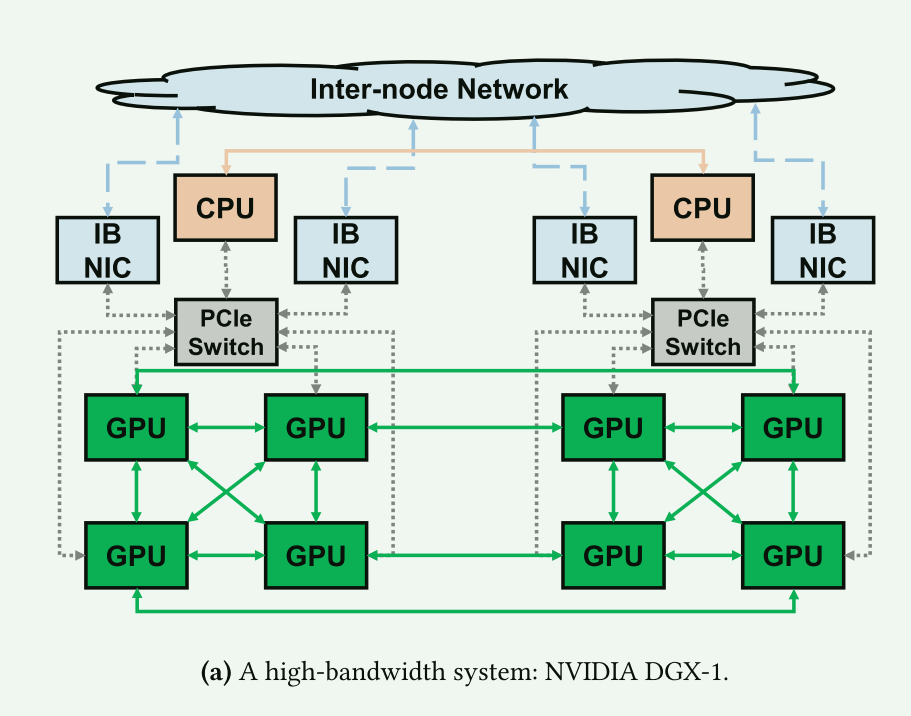 Inter-node Network
CPU
CPU
IB
NIC
IB
NIC
IB
NIC
IB
NIC
PCIe
Switch
PCIe
Switch
GPU
GPU
GPU
GPU
GPU
GPU
GPU
GPU
(a) A high-bandwidth system: NVIDIA DGX-1.